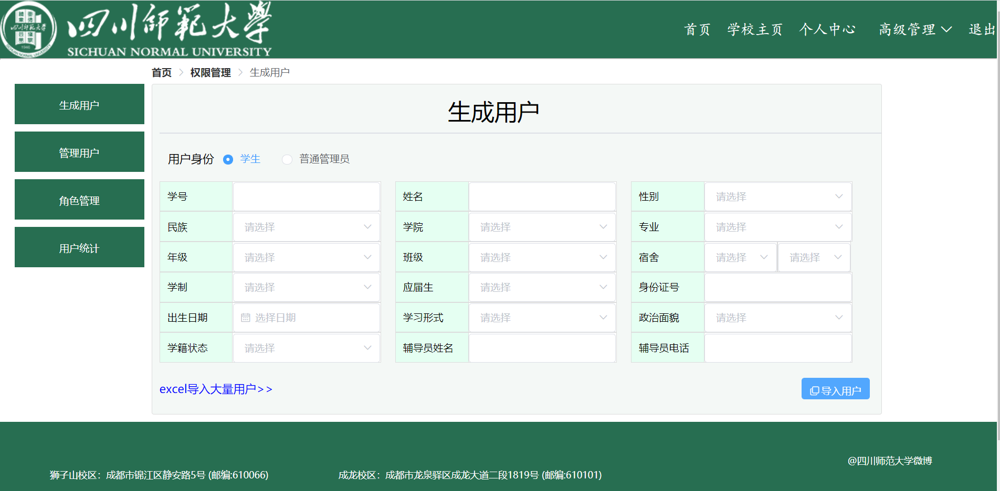 四川師範大學
SICHUAN NORMAL UNIVERSITY
首页 学校主页 个人中心 高级管理 退出
首页 > 权限管理 > 生成用户
生成用户
管理用户
角色管理
用户统计
生成用户
用户身份 学生 普通管理员
学号 姓名 性别 请选择
民族 请选择 学院 请选择 专业 请选择
年级 请选择 班级 请选择 宿舍 请选择 请选择
学制 请选择 应届生 请选择 身份证号
出生日期 选择日期 学习形式 请选择 政治面貌 请选择
学籍状态 请选择 辅导员姓名 辅导员电话
excel导入大量用户>>
导入用户
@四川师范大学微博
狮子山校区：成都市锦江区静安路5号 (邮编:610066) 成龙校区：成都市龙泉驿区成龙大道二段1819号 (邮编:610101)